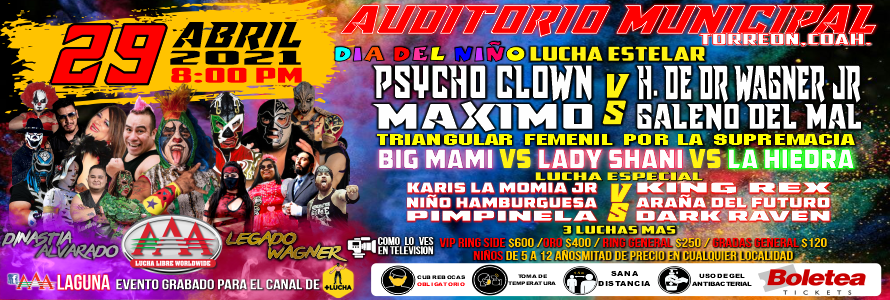 29
ABRIL
2021
8:00 PM
AUDITORIO MUNICIPAL
TORREON,COAH.
DIA DEL NIÑO LUCHA ESTELAR
PSYCHO CLOWN VS H. DE DR WAGNER JR
MAXIMO GALENO DEL MAL
TRIANGULAR FEMENIL POR LA SUPREMACIA
BIG MAMI VS LADY SHANI VS LA HIEDRA
LUCHA ESPECIAL
KARIS LA MOMIA JR VS KING REX
NIÑO HAMBURGUESA ARAÑA DEL FUTURO
PIMPINELA DARK RAVEN
3 LUCHAS MAS
DINASTIA ALVARADO
AAA
LUCHA LIBRE WORLDWIDE
LEGADO WAGNER
COMO LO VES
EN TELEVISION
VIP RING SIDE $600 /ORO $400 / RING GENERAL $250 / GRADAS GENERAL $120
NIÑOS DE 5 A 12 AÑOSMITAD DE PRECIO EN CUALQUIER LOCALIDAD
f AAA LAGUNA EVENTO GRABADO PARA EL CANAL DE +LUCHA
CUBREBOCAS
OBLIGATORIO
TOMA DE
TEMPERATURA
SANA
DISTANCIA
USO DE GEL
ANTIBACTERIAL
Boletea
TICKETS